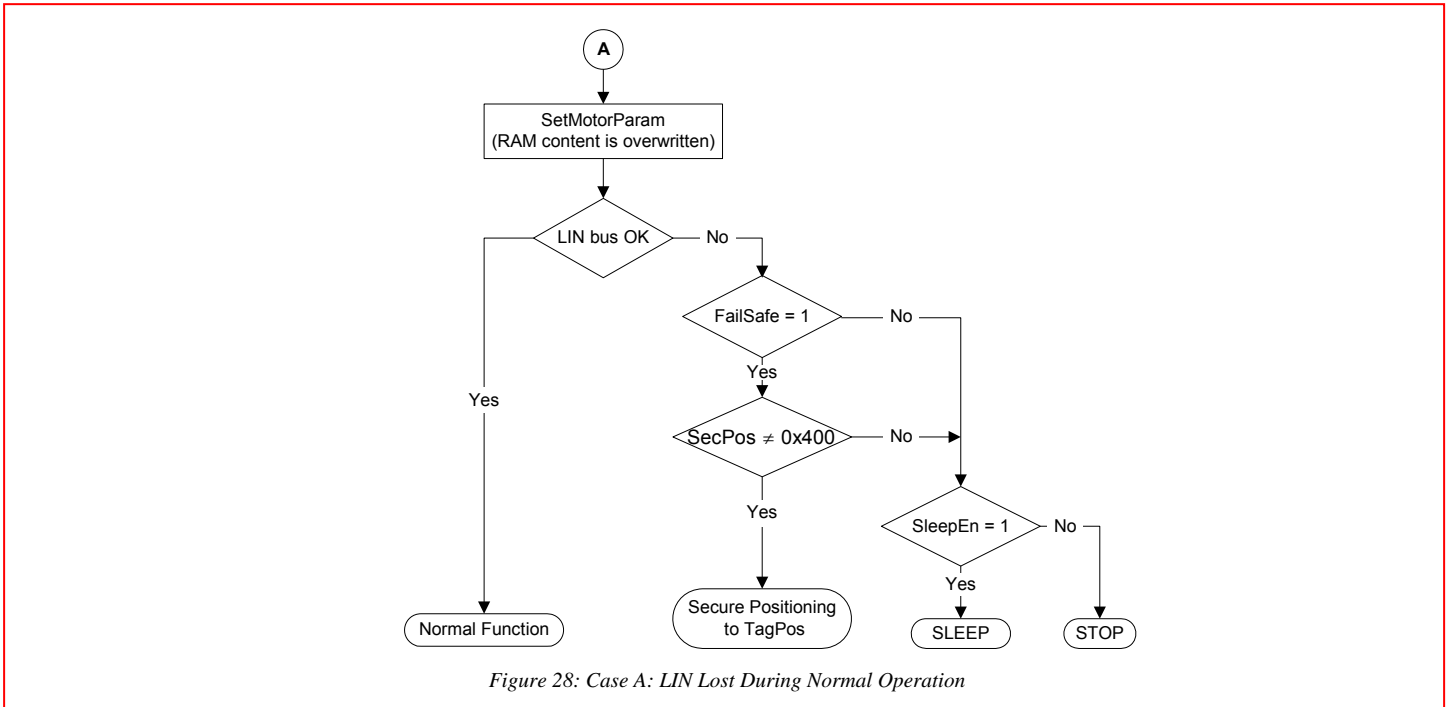 A
SetMotorParam
(RAM content is overwritten)
LIN bus OK
No
FailSafe = 1
No
Yes
Yes
SecPos ≠ 0x400
No
Yes
SleepEn = 1
No
Yes
Normal Function
Secure Positioning
to TagPos
SLEEP
STOP
Figure 28: Case A: LIN Lost During Normal Operation